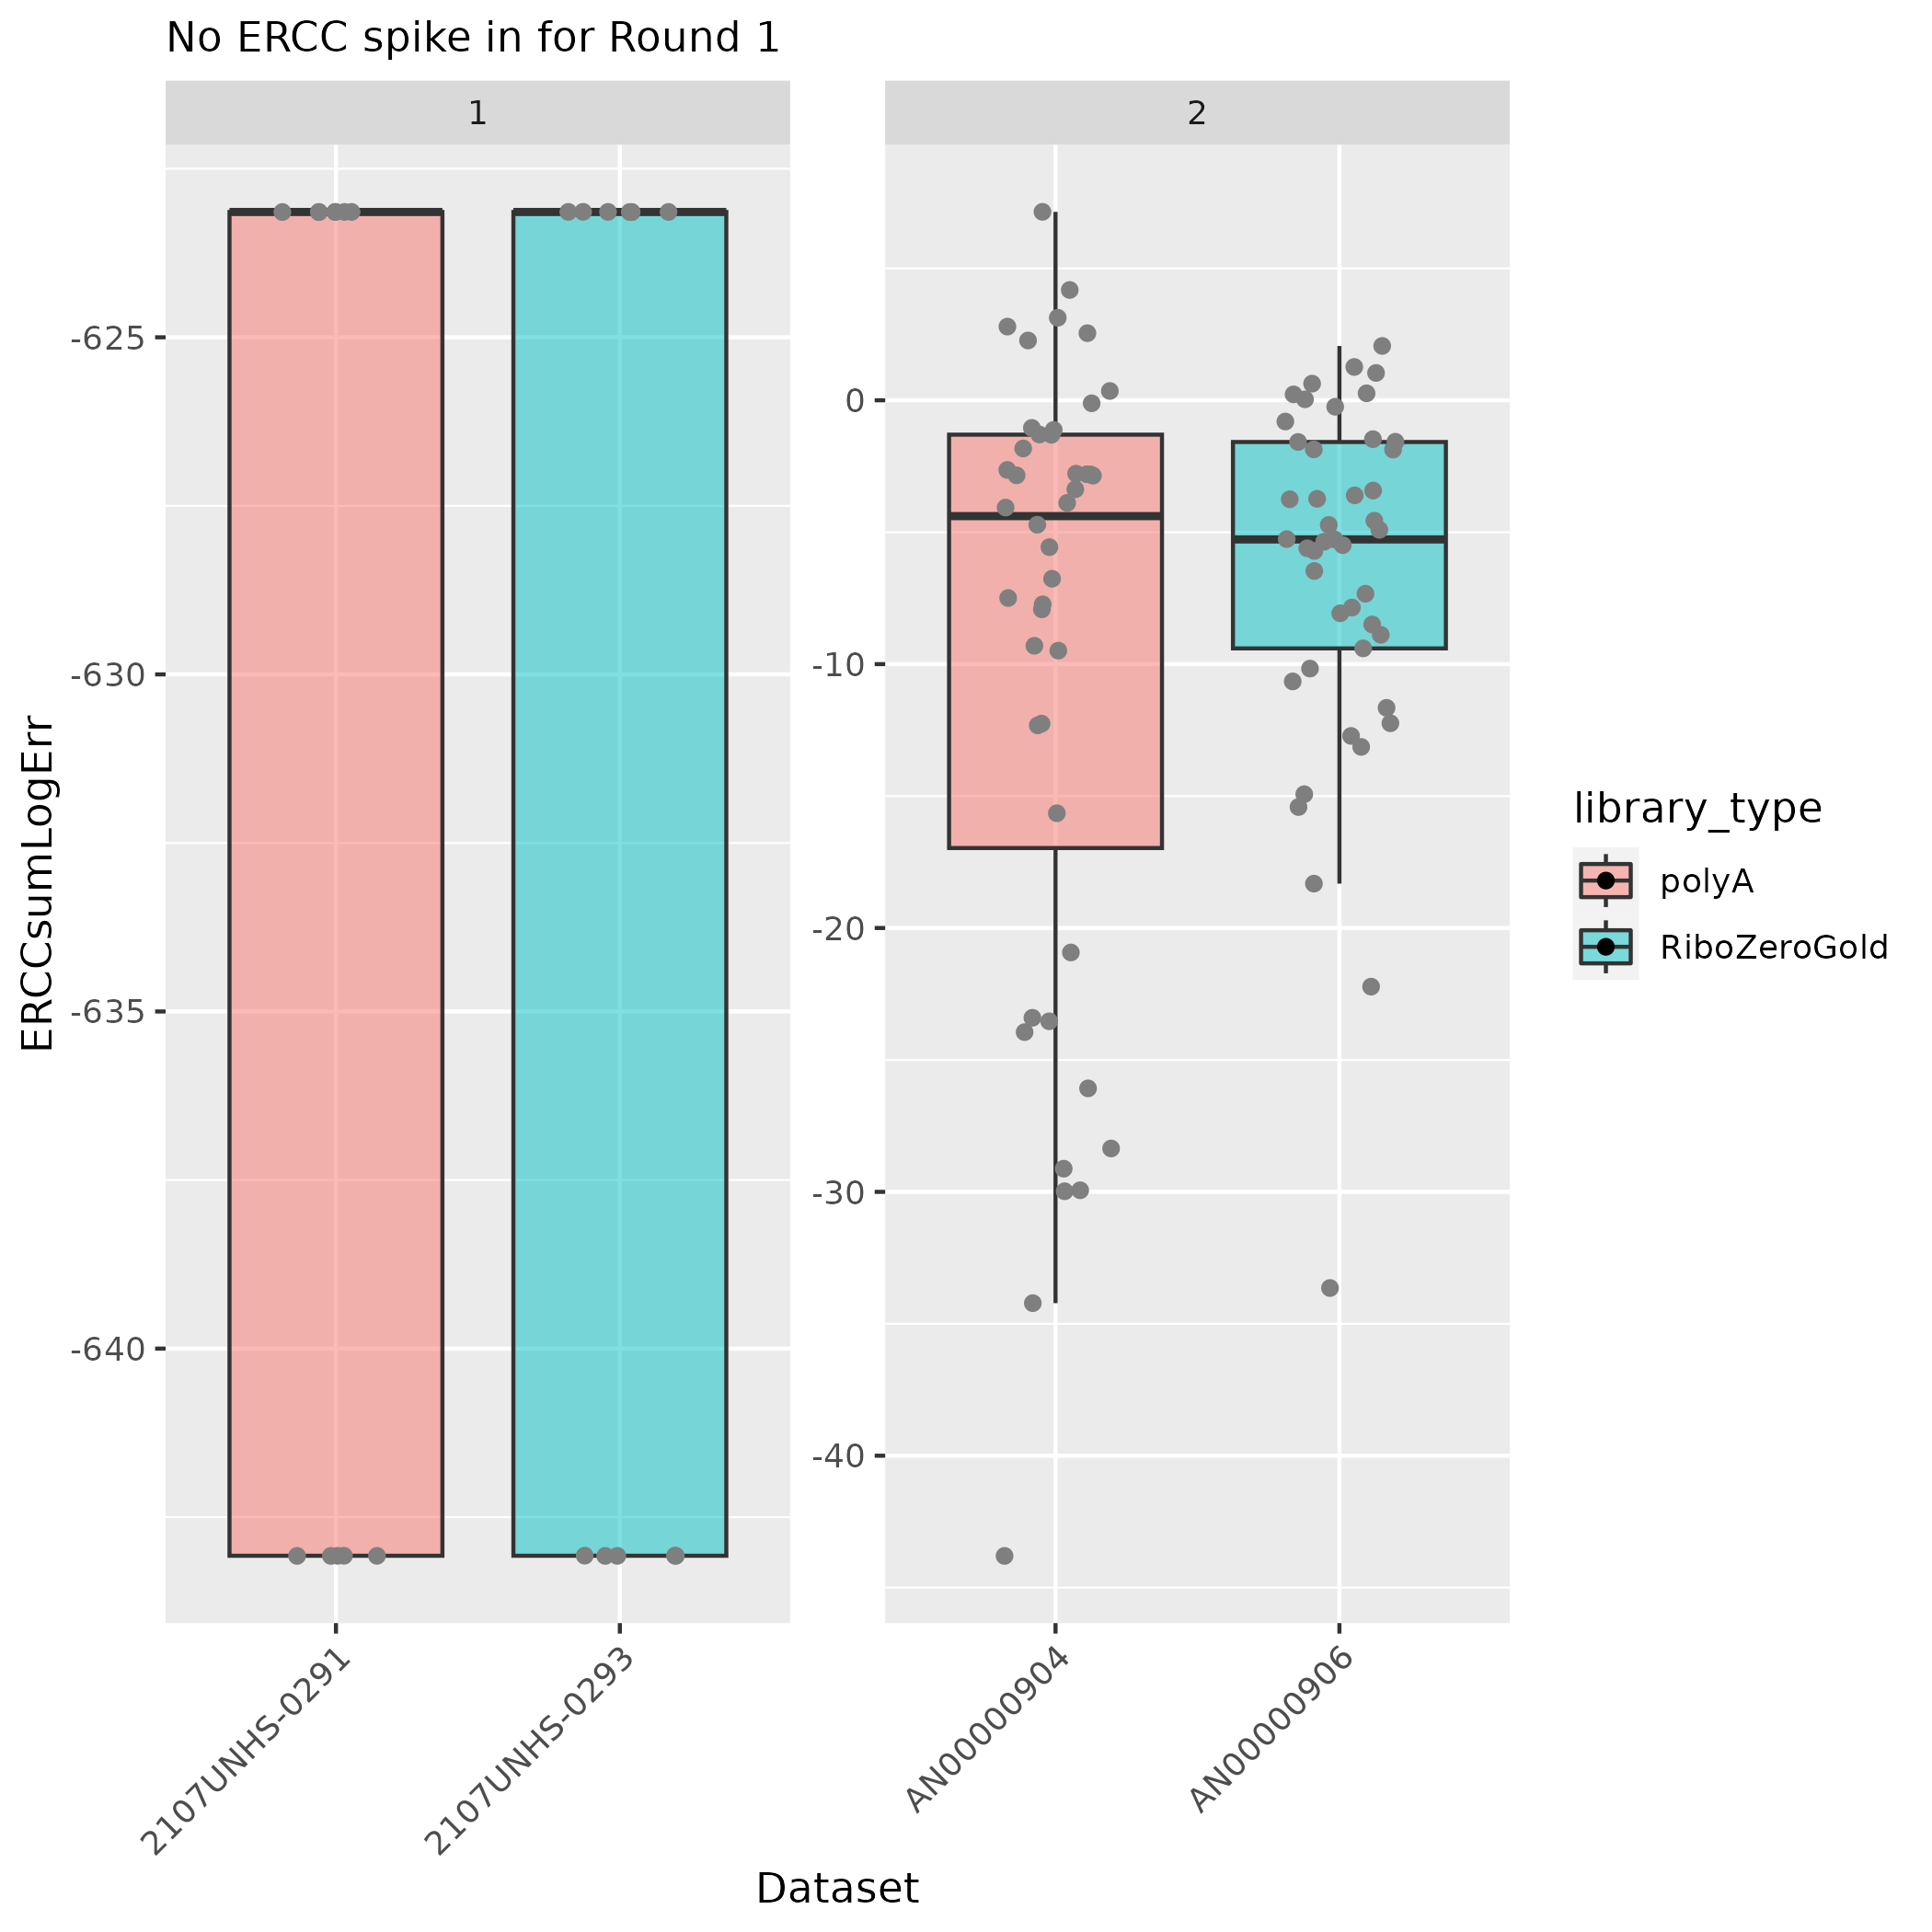 No ERCC spike in for Round 1
1
2
ERCCsumLogErr
-625
-630
-635
-640
0
-10
-20
-30
-40
2107UNHS-0291
2107UNHS-0293
AN00000904
AN00000906
Dataset
library_type
polyA
RiboZeroGold